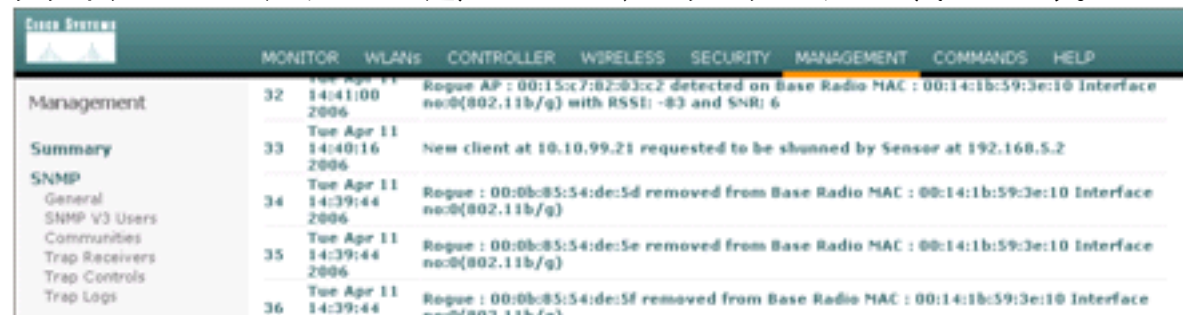 CISCO SYSTEMS
MONITOR WLANs CONTROLLER WIRELESS SECURITY MANAGEMENT COMMANDS HELP
Management
Summary
SNMP
General
SNMP V3 Users
Communities
Trap Receivers
Trap Controls
Trap Logs
32 Tue Apr 11 14:41:00 2006 Rogue AP : 00:15:c7:82:03:c2 detected on Base Radio MAC : 00:14:1b:59:3e:10 Interface
no:0(802.11b/g) with RSSI: -83 and SNR: 6
33 Tue Apr 11 14:40:16 2006 New client at 10.10.99.21 requested to be shunned by Sensor at 192.168.5.2
34 Tue Apr 11 14:39:44 2006 Rogue : 00:0b:85:54:de:5d removed from Base Radio MAC : 00:14:1b:59:3e:10 Interface
no:0(802.11b/g)
35 Tue Apr 11 14:39:44 2006 Rogue : 00:0b:85:54:de:5e removed from Base Radio MAC : 00:14:1b:59:3e:10 Interface
no:0(802.11b/g)
36 Tue Apr 11 14:39:44 Rogue : 00:0b:85:54:de:5f removed from Base Radio MAC : 00:14:1b:59:3e:10 Interface
no:0(802.11b/g)